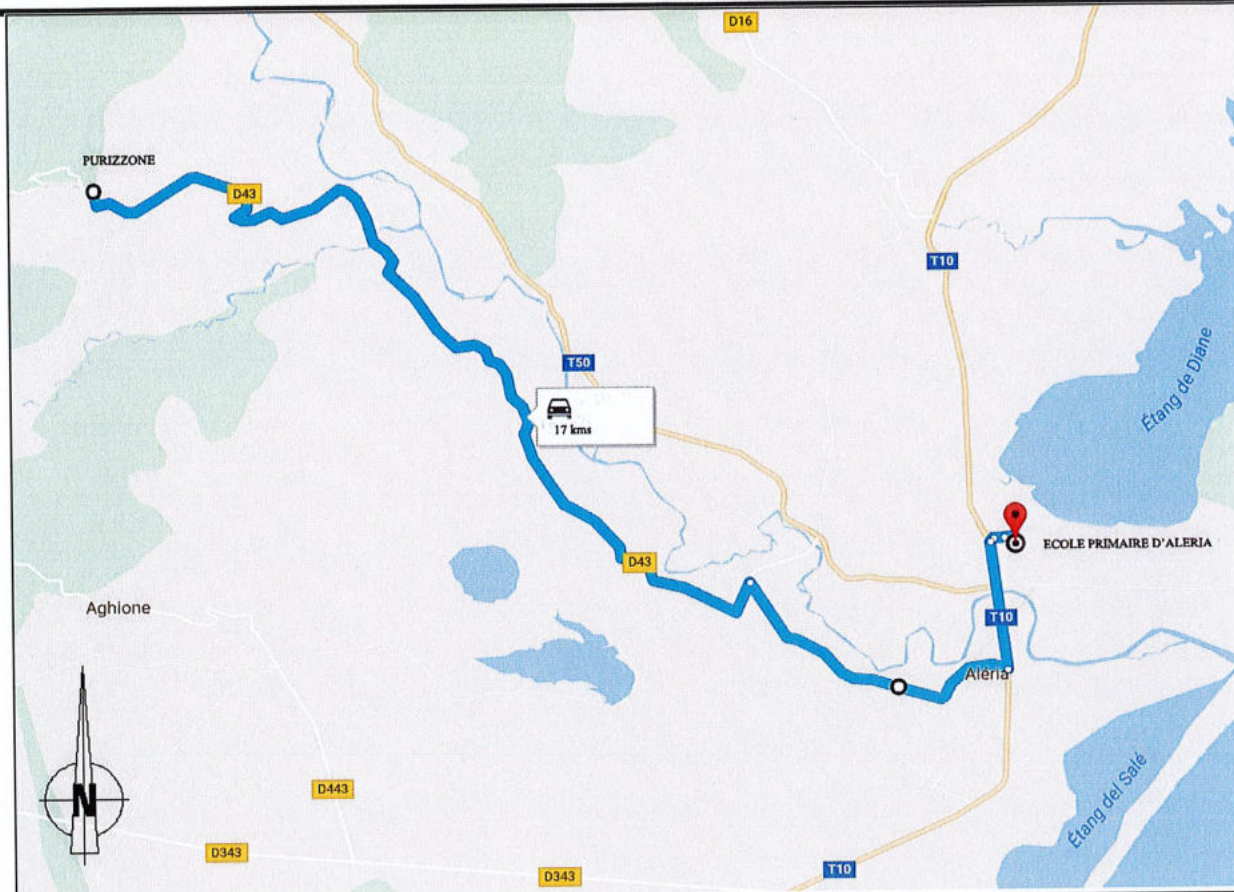 D16
PURIZZONE
D43
T10
Étang de Diane
T50
17 kms
ECOLE PRIMAIRE D'ALERIA
D43
Aghione
T10
Aléria
N
Étang del Salé
D443
D343
D343
T10